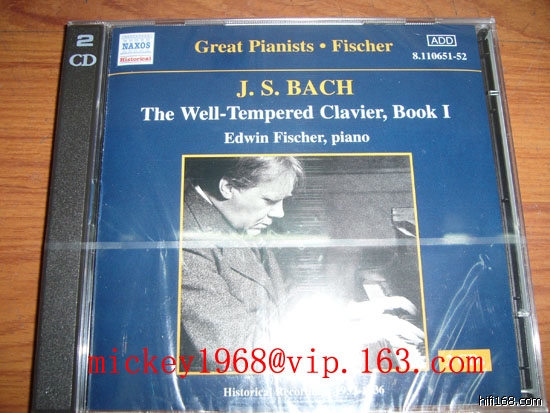 2
CD
NAXOS
Historical
Great Pianists • Fischer
ADD
8.110651-52
J. S. BACH
The Well-Tempered Clavier, Book I
Edwin Fischer, piano
mickey1968@vip.163.com
Historical
hifi168.com